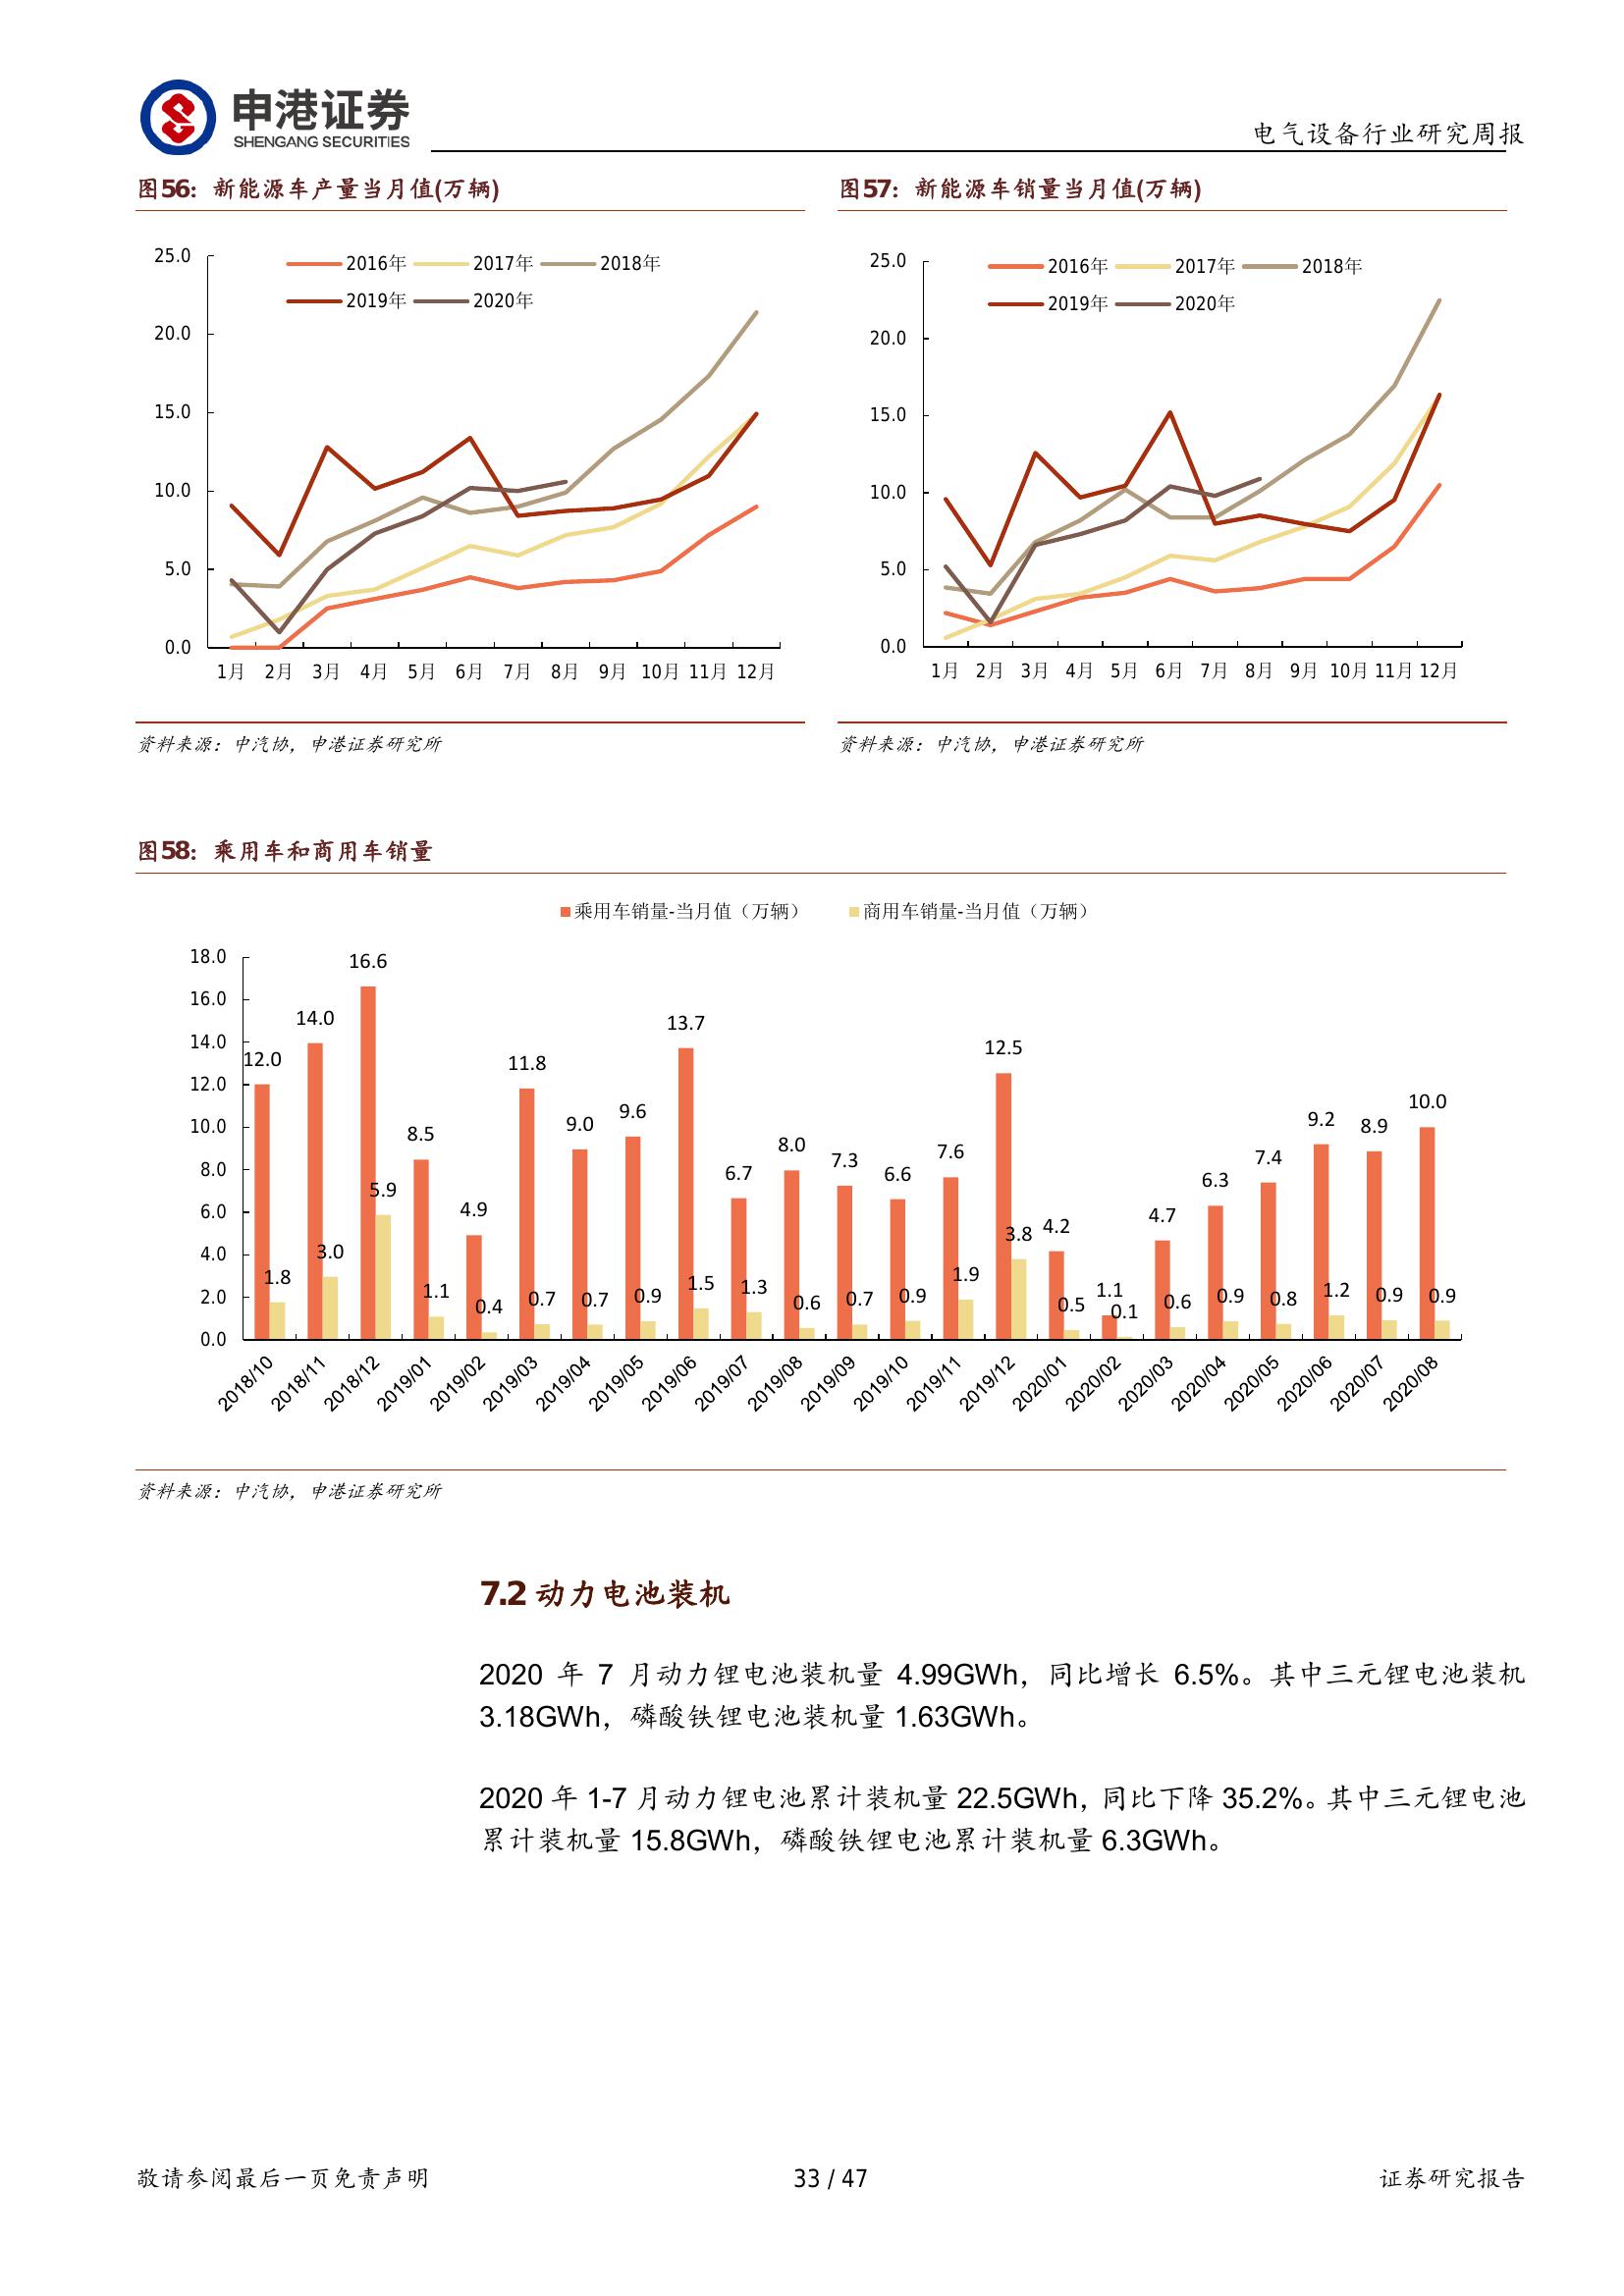 申港证券
SHENGANG SECURITIES
电气设备行业研究周报
图56：新能源车产量当月值(万辆)
25.0
20.0
15.0
10.0
5.0
0.0
2016年 2017年 2018年
2019年 2020年
1月 2月 3月 4月 5月 6月 7月 8月 9月 10月 11月 12月
资料来源：中汽协，申港证券研究所
图57：新能源车销量当月值(万辆)
25.0
20.0
15.0
10.0
5.0
0.0
2016年 2017年 2018年
2019年 2020年
1月 2月 3月 4月 5月 6月 7月 8月 9月 10月 11月 12月
资料来源：中汽协，申港证券研究所
图58：乘用车和商用车销量
乘用车销量-当月值（万辆） 商用车销量-当月值（万辆）
18.0
16.0
14.0
12.0
10.0
8.0
6.0
4.0
2.0
0.0
12.0 14.0 16.6 8.5 4.9 11.8 9.0 9.6 13.7 6.7 8.0 7.3 6.6 7.6 12.5 4.2 1.1 4.7 6.3 7.4 9.2 8.9 10.0
1.8 3.0 5.9 1.1 0.4 0.7 0.7 0.9 1.5 1.3 0.6 0.7 0.9 1.9 3.8 0.5 0.1 0.6 0.9 0.8 1.2 0.9 0.9
2018/10 2018/11 2018/12 2019/01 2019/02 2019/03 2019/04 2019/05 2019/06 2019/07 2019/08 2019/09 2019/10 2019/11 2019/12 2020/01 2020/02 2020/03 2020/04 2020/05 2020/06 2020/07 2020/08
资料来源：中汽协，申港证券研究所
7.2 动力电池装机
2020 年 7 月动力锂电池装机量 4.99GWh，同比增长 6.5%。其中三元锂电池装机
3.18GWh，磷酸铁锂电池装机量 1.63GWh。
2020 年 1-7 月动力锂电池累计装机量 22.5GWh，同比下降 35.2%。其中三元锂电池
累计装机量 15.8GWh，磷酸铁锂电池累计装机量 6.3GWh。
敬请参阅最后一页免责声明
33 / 47
证券研究报告